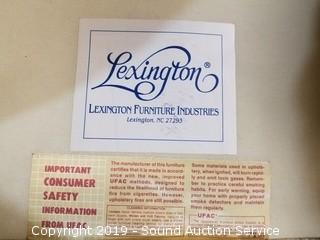 Lexington®
LEXINGTON FURNITURE INDUSTRIES
Lexington, NC 27293
IMPORTANT
CONSUMER
SAFETY
INFORMATION
FROM UFAC
The manufacturer of this furniture
certifies that it is made in accord-
ance with the new, improved
UFAC methods, designed to
reduce the likelihood of furniture
fires from cigarettes. However,
upholstery fires are still possible.
Some materials used in uphols-
tery, when ignited, will burn rapid-
ly and emit toxic gases. Remem-
ber to practice careful smoking
habits. For early warning, equip
your home with properly placed
smoke detectors and maintain
them regularly.
UFAC
Copyright 2019 - Sound Auction Service